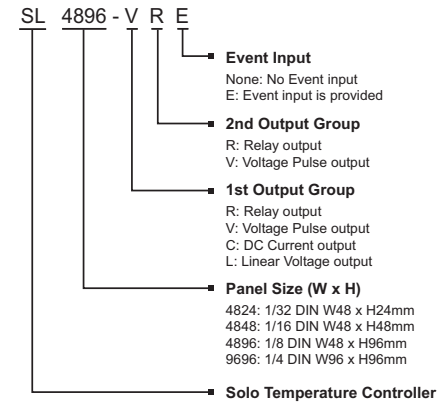 SL 4896 - V R E
Event Input
None: No Event input
E: Event input is provided
2nd Output Group
R: Relay output
V: Voltage Pulse output
1st Output Group
R: Relay output
V: Voltage Pulse output
C: DC Current output
L: Linear Voltage output
Panel Size (W x H)
4824: 1/32 DIN W48 x H24mm
4848: 1/16 DIN W48 x H48mm
4896: 1/8 DIN W48 x H96mm
9696: 1/4 DIN W96 x H96mm
Solo Temperature Controller